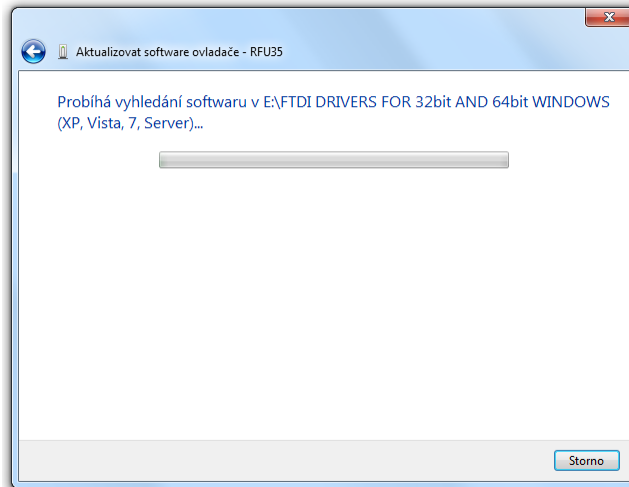 Aktualizovat software ovladače - RFU35
Probíhá vyhledání softwaru v E:\FTDI DRIVERS FOR 32bit AND 64bit WINDOWS
(XP, Vista, 7, Server)...
Storno